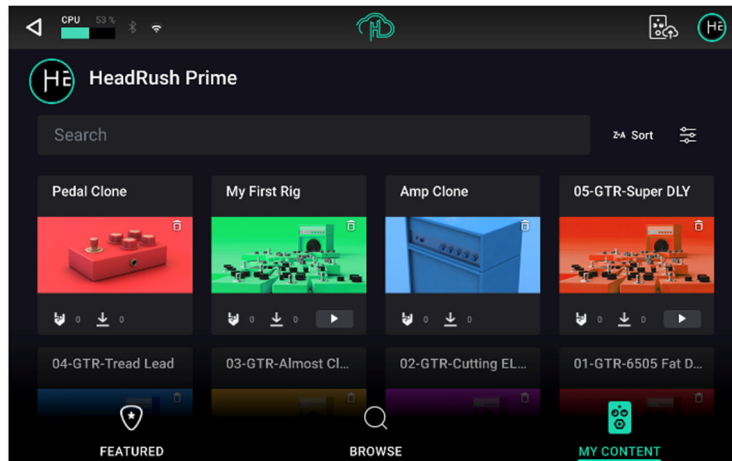 CPU 53 %
HE
HE HeadRush Prime
Search
Z-A Sort
Pedal Clone
My First Rig
Amp Clone
05-GTR-Super DLY
0 0
0 0
0 0
0 0
04-GTR-Tread Lead
03-GTR-Almost Cl...
02-GTR-Cutting EL...
01-GTR-6505 Fat D...
FEATURED
BROWSE
MY CONTENT